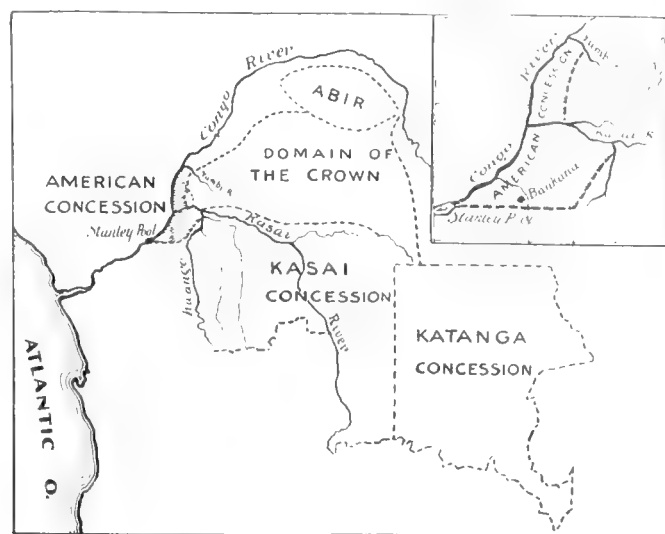 Congo River
ABIR
DOMAIN OF
THE CROWN
AMERICAN
CONCESSION
Stanley Pool
Kasai
River
KASAI
CONCESSION
KATANGA
CONCESSION
ATLANTIC O.
River
Congo
AMERICAN CONCESSION
Bankana